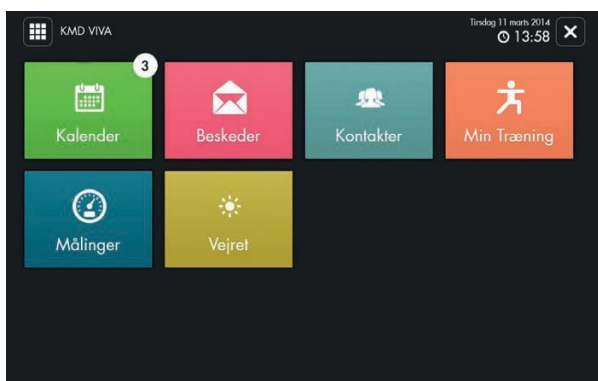 KMD VIVA
Tirsdag 11 marts 2014
13:58
3
Kalender
Beskeder
Kontakter
Min Træning
Målinger
Vejret